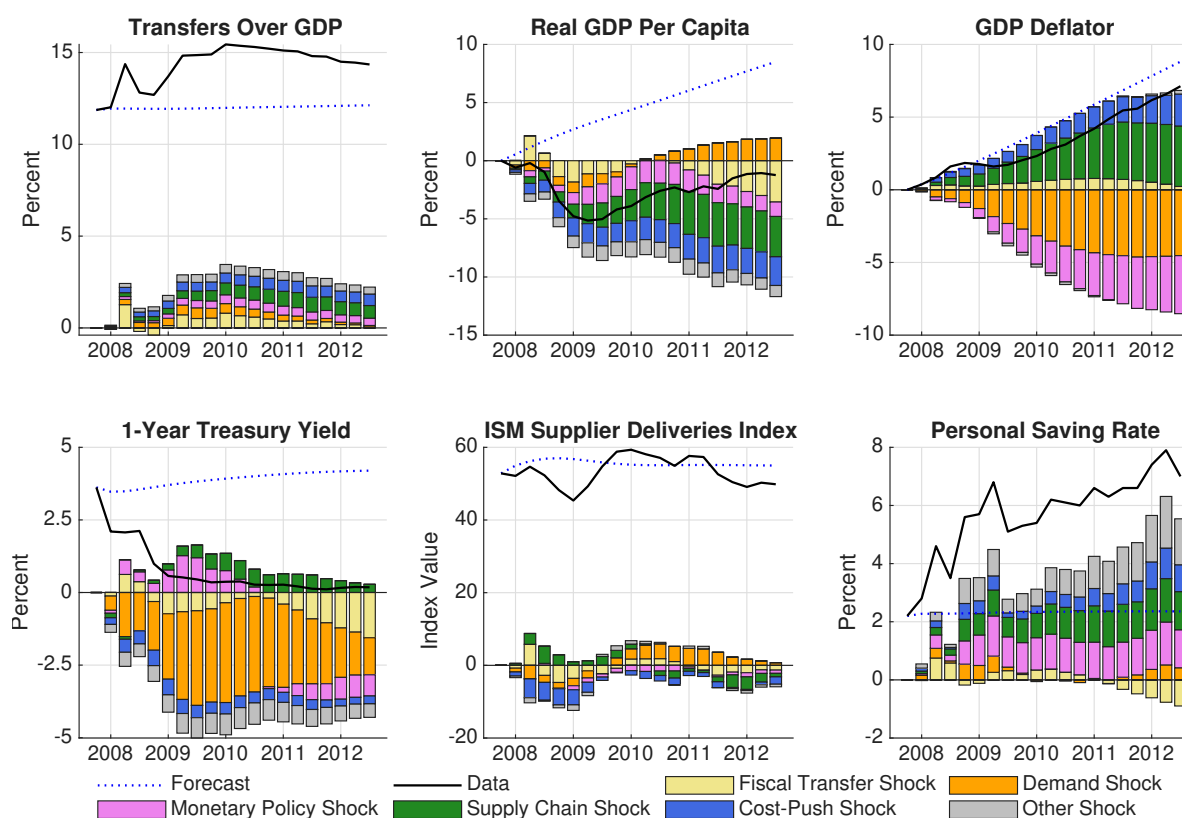 Transfers Over GDP
Percent
15
10
5
0
2008 2009 2010 2011 2012
Real GDP Per Capita
Percent
10
5
0
-5
-10
-15
2008 2009 2010 2011 2012
GDP Deflator
Percent
10
5
0
-5
-10
2008 2009 2010 2011 2012
1-Year Treasury Yield
Percent
5
2.5
0
-2.5
-5
2008 2009 2010 2011 2012
ISM Supplier Deliveries Index
Index Value
60
40
20
0
-20
2008 2009 2010 2011 2012
Personal Saving Rate
Percent
8
6
4
2
0
-2
2008 2009 2010 2011 2012
Forecast Data Fiscal Transfer Shock Demand Shock
Monetary Policy Shock Supply Chain Shock Cost-Push Shock Other Shock